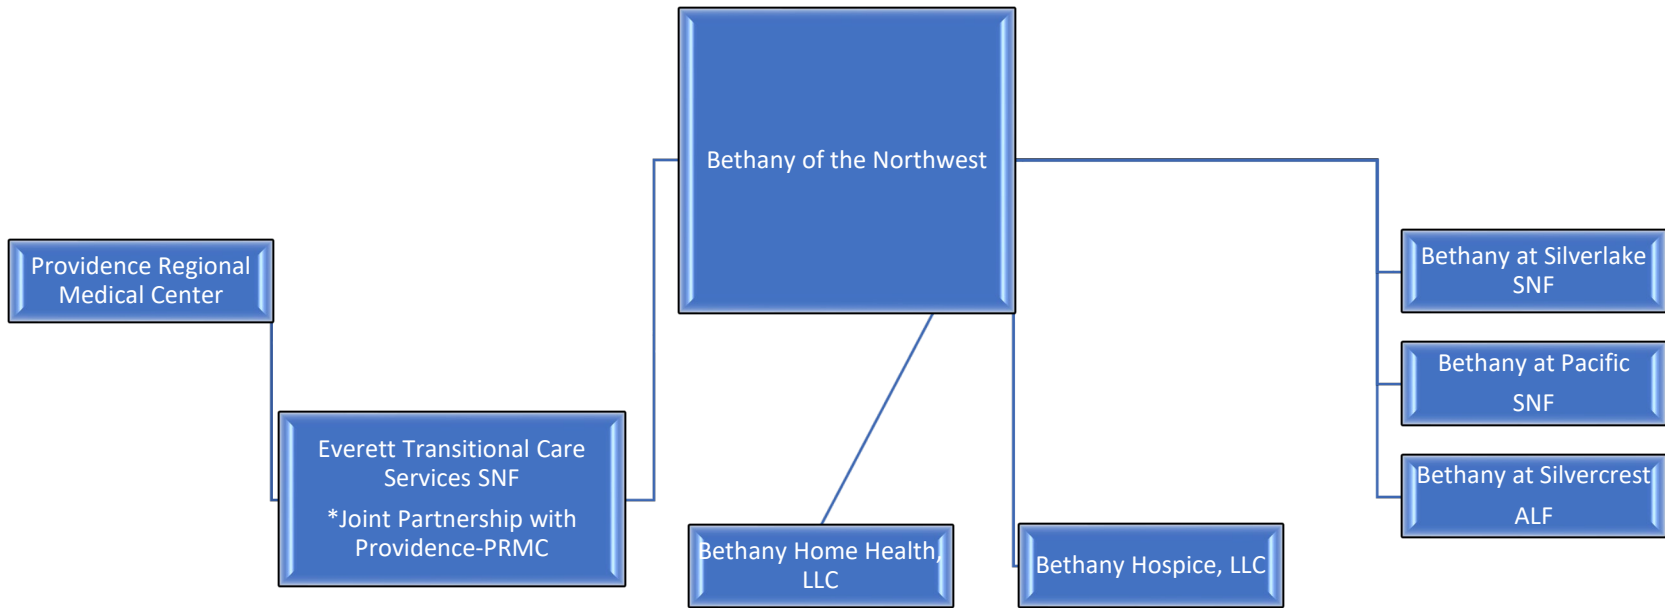 Bethany of the Northwest
Providence Regional
Medical Center
Everett Transitional Care
Services SNF
*Joint Partnership with
Providence-PRMC
Bethany Home Health,
LLC
Bethany Hospice, LLC
Bethany at Silverlake
SNF
Bethany at Pacific
SNF
Bethany at Silvercrest
ALF